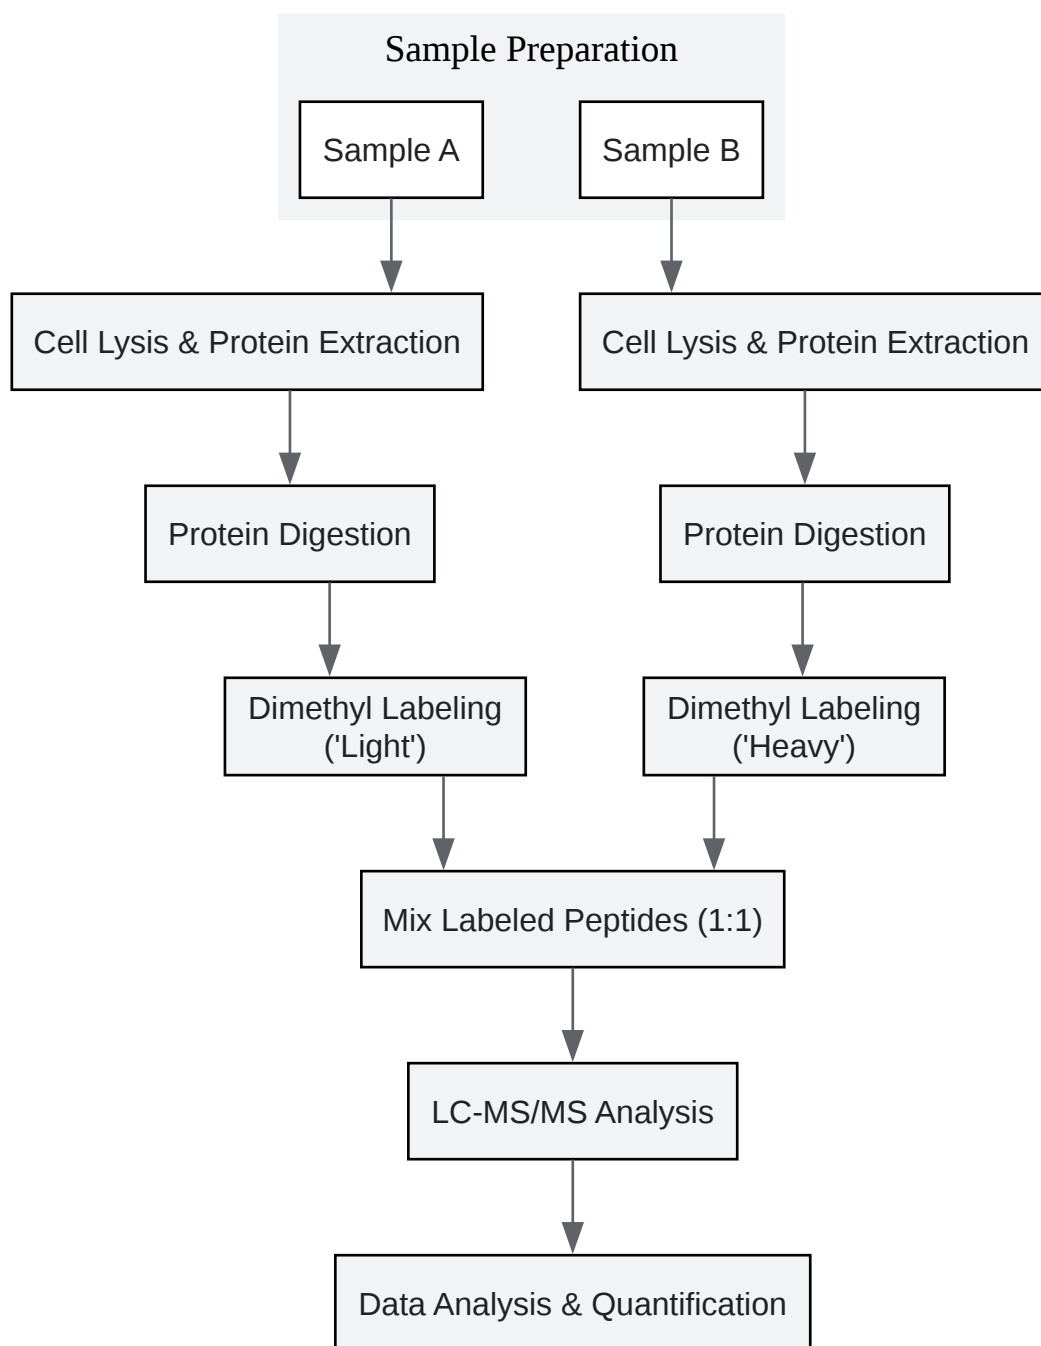 Sample Preparation
Sample A
Sample B
Cell Lysis & Protein Extraction
Cell Lysis & Protein Extraction
Protein Digestion
Protein Digestion
Dimethyl Labeling
('Light')
Dimethyl Labeling
('Heavy')
Mix Labeled Peptides (1:1)
LC-MS/MS Analysis
Data Analysis & Quantification